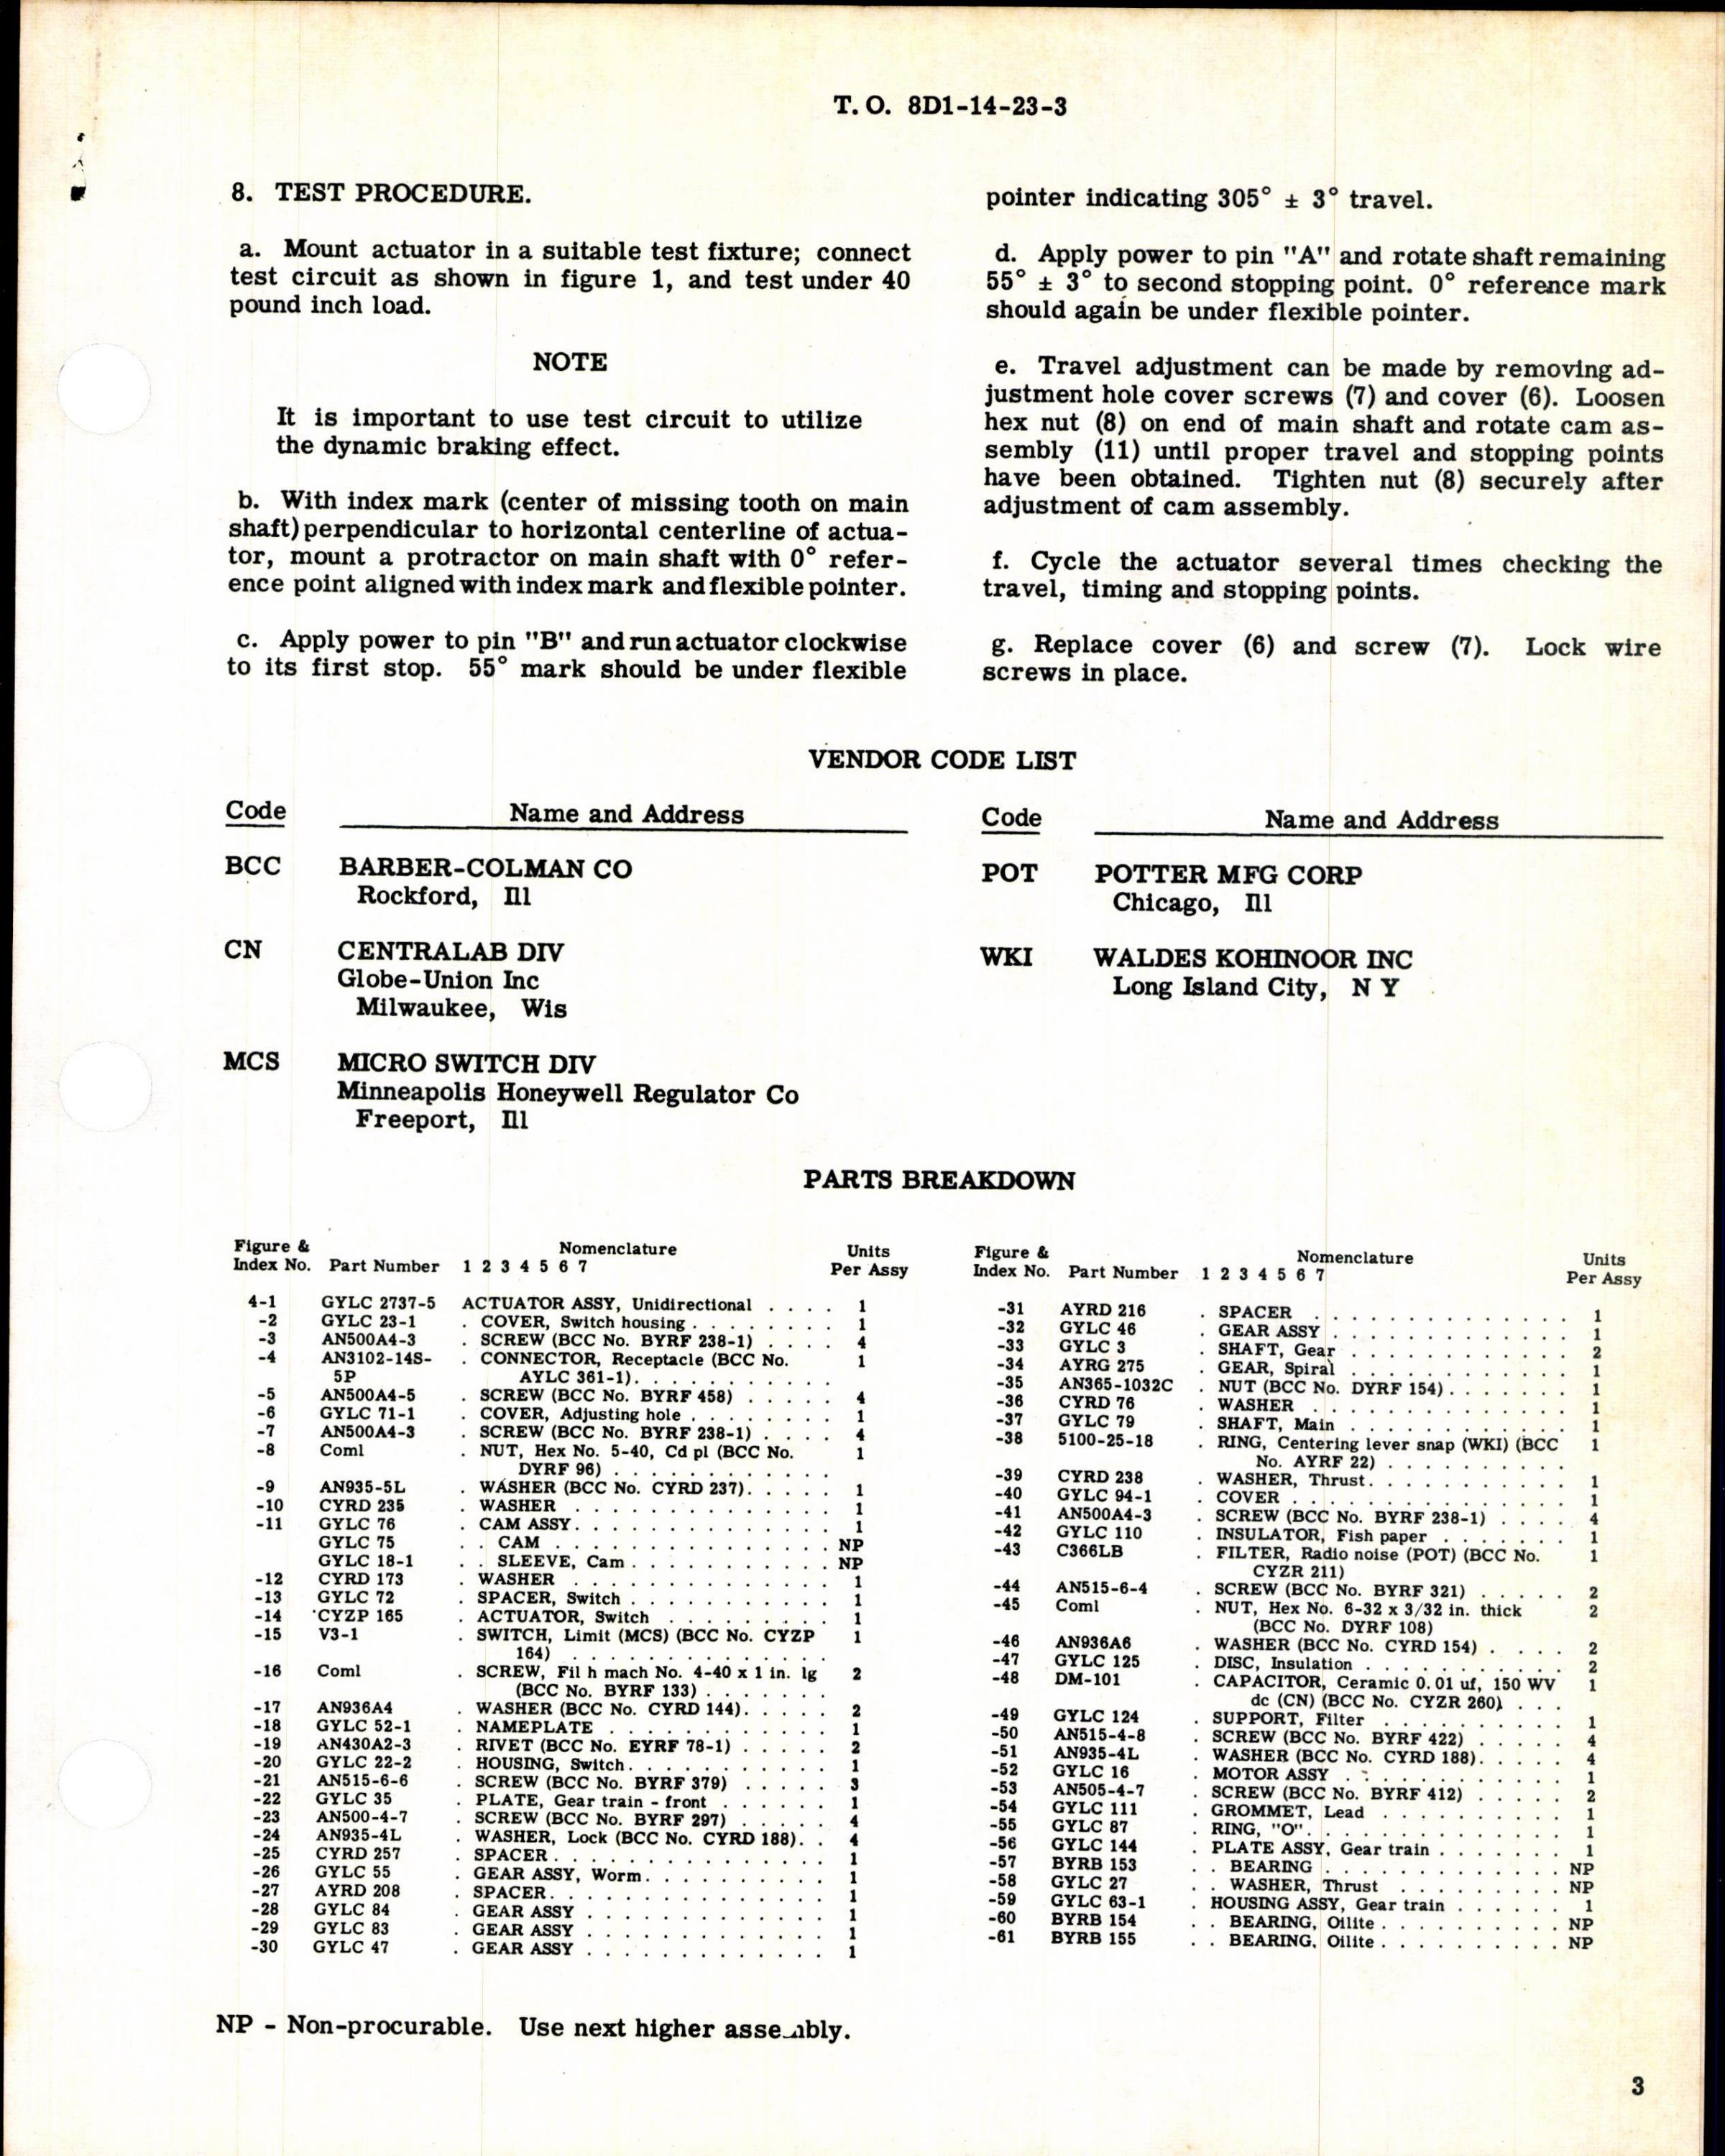 T. O. 8D1-14-23-3
8. TEST PROCEDURE.
a. Mount actuator in a suitable test fixture; connect
test circuit as shown in figure 1, and test under 40
pound inch load.
NOTE
It is important to use test circuit to utilize
the dynamic braking effect.
b. With index mark (center of missing tooth on main
shaft) perpendicular to horizontal centerline of actua-
tor, mount a protractor on main shaft with 0° refer-
ence point aligned with index mark and flexible pointer.
c. Apply power to pin "B" and run actuator clockwise
to its first stop. 55° mark should be under flexible
pointer indicating 305° ± 3° travel.
d. Apply power to pin "A" and rotate shaft remaining
55° ± 3° to second stopping point. 0° reference mark
should again be under flexible pointer.
e. Travel adjustment can be made by removing ad-
justment hole cover screws (7) and cover (6). Loosen
hex nut (8) on end of main shaft and rotate cam as-
sembly (11) until proper travel and stopping points
have been obtained. Tighten nut (8) securely after
adjustment of cam assembly.
f. Cycle the actuator several times checking the
travel, timing and stopping points.
g. Replace cover (6) and screw (7). Lock wire
screws in place.
VENDOR CODE LIST
Code Name and Address
BCC BARBER-COLMAN CO
Rockford, Ill
CN CENTRALAB DIV
Globe-Union Inc
Milwaukee, Wis
MCS MICRO SWITCH DIV
Minneapolis Honeywell Regulator Co
Freeport, Ill
Code Name and Address
POT POTTER MFG CORP
Chicago, Ill
WKI WALDES KOHINOOR INC
Long Island City, N Y
PARTS BREAKDOWN
Figure & Nomenclature Units
Index No. Part Number 1 2 3 4 5 6 7 Per Assy
4-1 GYLC 2737-5 ACTUATOR ASSY, Unidirectional . . . . 1
-2 GYLC 23-1 . COVER, Switch housing . . . . . . . . 1
-3 AN500A4-3 . SCREW (BCC No. BYRF 238-1) . . . . 4
-4 AN3102-14S- . CONNECTOR, Receptacle (BCC No. 1
5P AYLC 361-1). . . . . . . . . . .
-5 AN500A4-5 . SCREW (BCC No. BYRF 458) . . . . . 4
-6 GYLC 71-1 . COVER, Adjusting hole . . . . . . . . 1
-7 AN500A4-3 . SCREW (BCC No. BYRF 238-1) . . . . 4
-8 Coml . NUT, Hex No. 5-40, Cd pl (BCC No. 1
DYRF 96) . . . . . . . . . . . .
-9 AN935-5L . WASHER (BCC No. CYRD 237). . . . . 1
-10 CYRD 235 . WASHER . . . . . . . . . . . . . . 1
-11 GYLC 76 . CAM ASSY. . . . . . . . . . . . . . 1
GYLC 75 . . CAM . . . . . . . . . . . . . . . NP
GYLC 18-1 . . SLEEVE, Cam . . . . . . . . . . . NP
-12 CYRD 173 . WASHER . . . . . . . . . . . . . . 1
-13 GYLC 72 . SPACER, Switch . . . . . . . . . . . 1
-14 CYZP 165 . ACTUATOR, Switch . . . . . . . . . 1
-15 V3-1 . SWITCH, Limit (MCS) (BCC No. CYZP 1
164) . . . . . . . . . . . . . .
-16 Coml . SCREW, Fil h mach No. 4-40 x 1 in. lg 2
(BCC No. BYRF 133) . . . . . . .
-17 AN936A4 . WASHER (BCC No. CYRD 144). . . . . 2
-18 GYLC 52-1 . NAMEPLATE . . . . . . . . . . . . 1
-19 AN430A2-3 . RIVET (BCC No. EYRF 78-1) . . . . . 2
-20 GYLC 22-2 . HOUSING, Switch. . . . . . . . . . . 1
-21 AN515-6-6 . SCREW (BCC No. BYRF 379) . . . . . 3
-22 GYLC 35 . PLATE, Gear train - front . . . . . . 1
-23 AN500-4-7 . SCREW (BCC No. BYRF 297) . . . . . 4
-24 AN935-4L . WASHER, Lock (BCC No. CYRD 188). . 4
-25 CYRD 257 . SPACER. . . . . . . . . . . . . . . 1
-26 GYLC 55 . GEAR ASSY, Worm. . . . . . . . . . 1
-27 AYRD 208 . SPACER. . . . . . . . . . . . . . . 1
-28 GYLC 84 . GEAR ASSY . . . . . . . . . . . . . 1
-29 GYLC 83 . GEAR ASSY . . . . . . . . . . . . . 1
-30 GYLC 47 . GEAR ASSY . . . . . . . . . . . . . 1
Figure & Nomenclature Units
Index No. Part Number 1 2 3 4 5 6 7 Per Assy
-31 AYRD 216 . SPACER . . . . . . . . . . . . . . 1
-32 GYLC 46 . GEAR ASSY . . . . . . . . . . . . . 1
-33 GYLC 3 . SHAFT, Gear . . . . . . . . . . . . 2
-34 AYRG 275 . GEAR, Spiral . . . . . . . . . . . . 1
-35 AN365-1032C . NUT (BCC No. DYRF 154) . . . . . . . 1
-36 CYRD 76 . WASHER . . . . . . . . . . . . . . 1
-37 GYLC 79 . SHAFT, Main . . . . . . . . . . . . 1
-38 5100-25-18 . RING, Centering lever snap (WKI) (BCC 1
No. AYRF 22) . . . . . . . . . .
-39 CYRD 238 . WASHER, Thrust. . . . . . . . . . . 1
-40 GYLC 94-1 . COVER . . . . . . . . . . . . . . . 1
-41 AN500A4-3 . SCREW (BCC No. BYRF 238-1) . . . . 4
-42 GYLC 110 . INSULATOR, Fish paper . . . . . . . 1
-43 C366LB . FILTER, Radio noise (POT) (BCC No. 1
CYZR 211)
-44 AN515-6-4 . SCREW (BCC No. BYRF 321) . . . . . 2
-45 Coml . NUT, Hex No. 6-32 x 3/32 in. thick 2
(BCC No. DYRF 108)
-46 AN936A6 . WASHER (BCC No. CYRD 154) . . . . 2
-47 GYLC 125 . DISC, Insulation . . . . . . . . . . . 2
-48 DM-101 . CAPACITOR, Ceramic 0.01 uf, 150 WV 1
dc (CN) (BCC No. CYZR 260) . . .
-49 GYLC 124 . SUPPORT, Filter . . . . . . . . . . 1
-50 AN515-4-8 . SCREW (BCC No. BYRF 422) . . . . . 4
-51 AN935-4L . WASHER (BCC No. CYRD 188). . . . . 4
-52 GYLC 16 . MOTOR ASSY . . . . . . . . . . . . 1
-53 AN505-4-7 . SCREW (BCC No. BYRF 412) . . . . . 2
-54 GYLC 111 . GROMMET, Lead . . . . . . . . . . 1
-55 GYLC 87 . RING, "O". . . . . . . . . . . . . . 1
-56 GYLC 144 . PLATE ASSY, Gear train . . . . . . . 1
-57 BYRB 153 . . BEARING . . . . . . . . . . . . . NP
-58 GYLC 27 . . WASHER, Thrust . . . . . . . . . NP
-59 GYLC 63-1 . HOUSING ASSY, Gear train . . . . . . 1
-60 BYRB 154 . . BEARING, Oilite . . . . . . . . . . NP
-61 BYRB 155 . . BEARING, Oilite . . . . . . . . . . NP
NP - Non-procurable. Use next higher assembly.
3